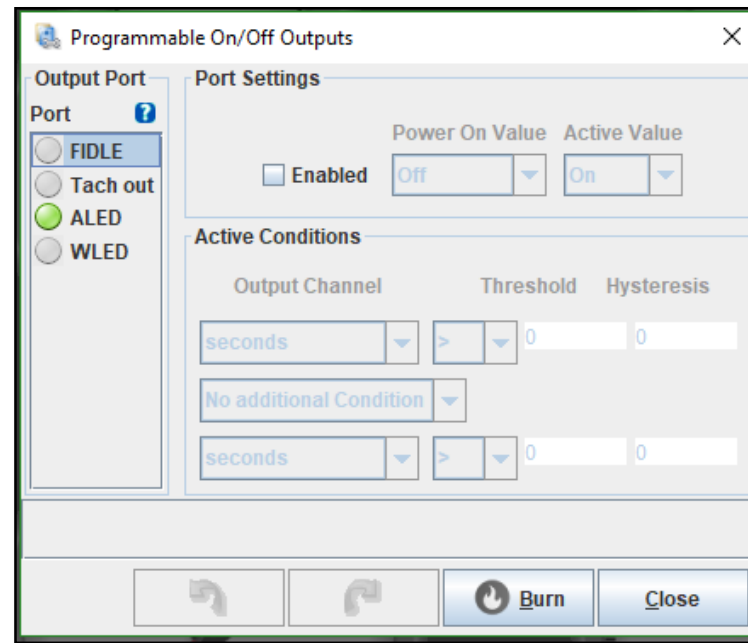 Programmable On/Off Outputs
Output Port
Port ?
FIDLE
Tach out
ALED
WLED
Port Settings
Power On Value Active Value
Enabled Off On
Active Conditions
Output Channel Threshold Hysteresis
seconds > 0 0
No additional Condition
seconds > 0 0
Burn Close